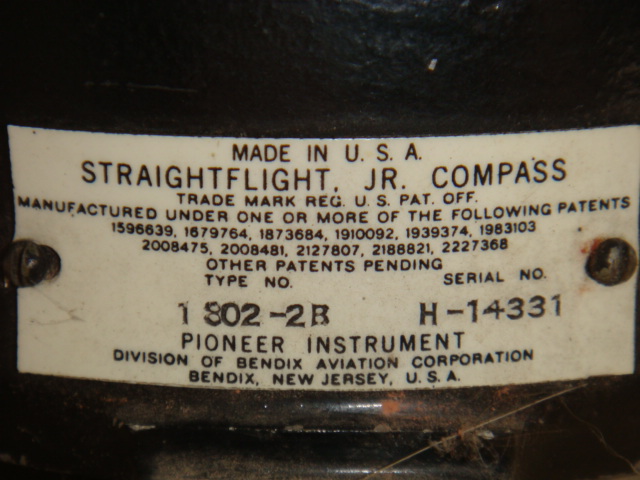 MADE IN U. S. A.
STRAIGHTFLIGHT, JR. COMPASS
TRADE MARK REG. U. S. PAT. OFF.
MANUFACTURED UNDER ONE OR MORE OF THE FOLLOWING PATENTS
1596639, 1679764, 1873684, 1910092, 1939374, 1983103
2008475, 2008481, 2127807, 2188821, 2227368
OTHER PATENTS PENDING
TYPE NO. SERIAL NO.
1802-2B H-14331
PIONEER INSTRUMENT
DIVISION OF BENDIX AVIATION CORPORATION
BENDIX, NEW JERSEY, U.S.A.